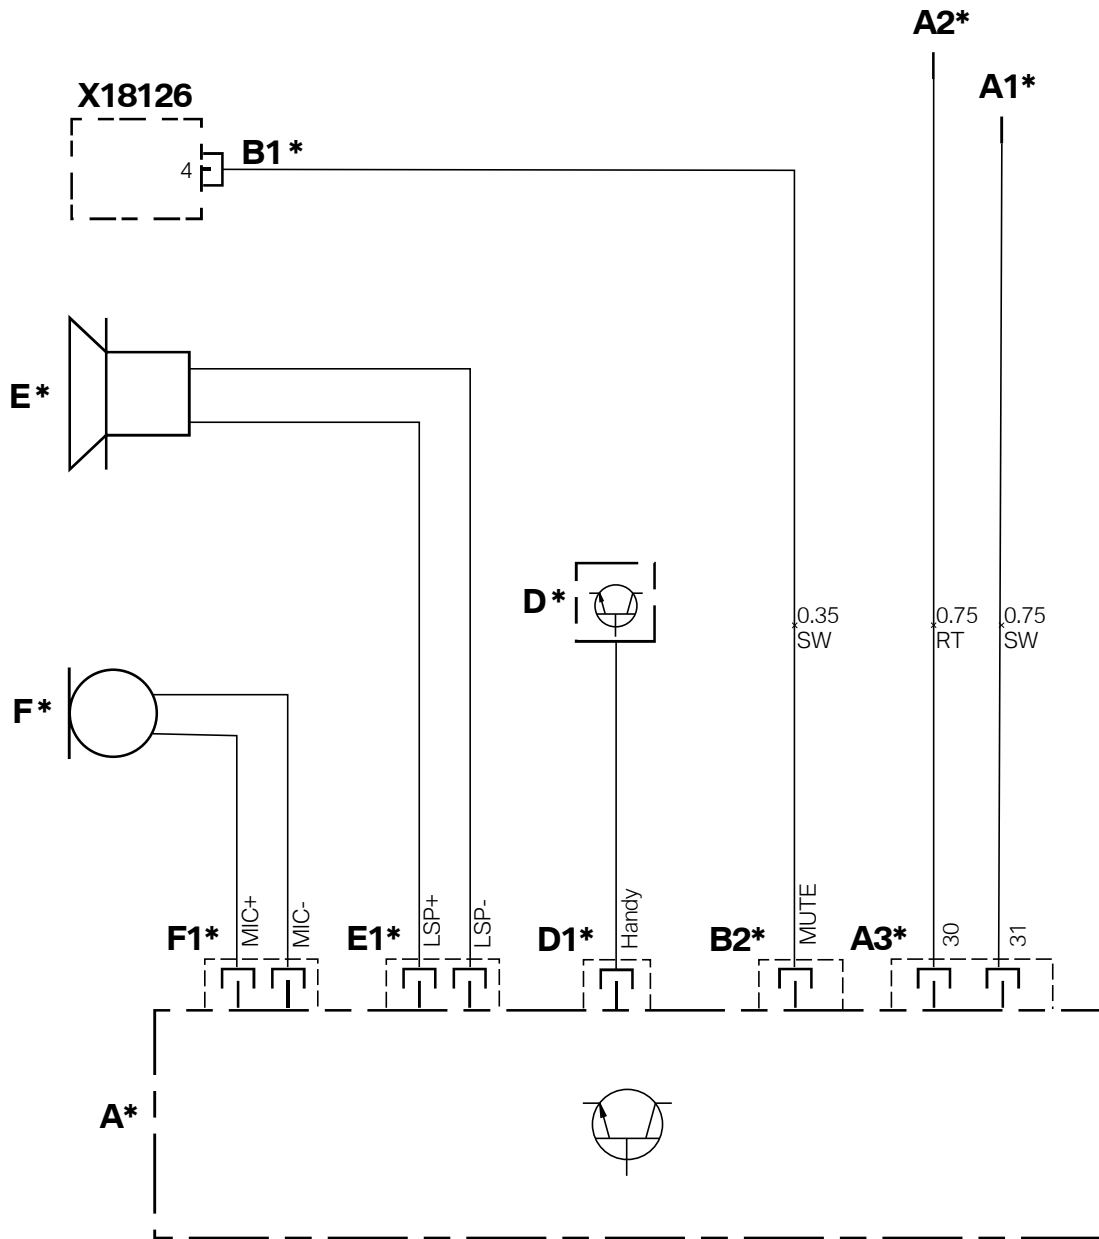 A2*
A1*
X18126
4
B1*
E*
D*
0.35
SW
0.75
RT
0.75
SW
F*
F1*
MIC+
MIC-
E1*
LSP+
LSP-
D1*
Handy
B2*
MUTE
A3*
30
31
A*